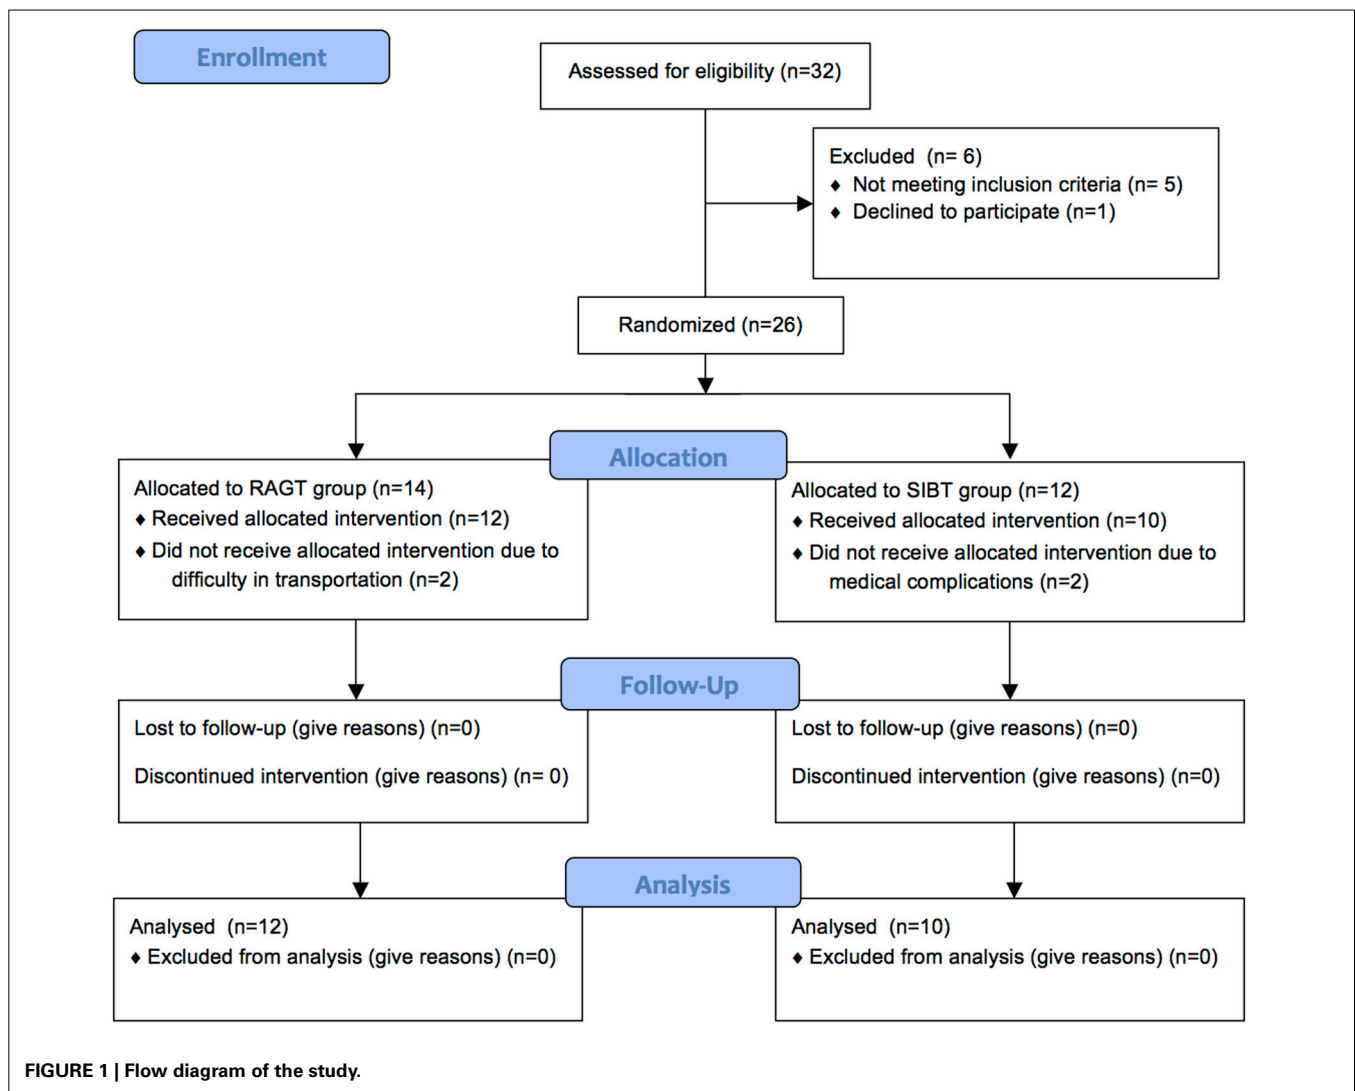 Enrollment
Assessed for eligibility (n=32)
Excluded (n= 6)
♦ Not meeting inclusion criteria (n= 5)
♦ Declined to participate (n=1)
Randomized (n=26)
Allocation
Allocated to RAGT group (n=14)
♦ Received allocated intervention (n=12)
♦ Did not receive allocated intervention due to
difficulty in transportation (n=2)
Allocated to SIBT group (n=12)
♦ Received allocated intervention (n=10)
♦ Did not receive allocated intervention due to
medical complications (n=2)
Follow-Up
Lost to follow-up (give reasons) (n=0)
Discontinued intervention (give reasons) (n= 0)
Lost to follow-up (give reasons) (n=0)
Discontinued intervention (give reasons) (n=0)
Analysis
Analysed (n=12)
♦ Excluded from analysis (give reasons) (n=0)
Analysed (n=10)
♦ Excluded from analysis (give reasons) (n=0)
FIGURE 1 | Flow diagram of the study.